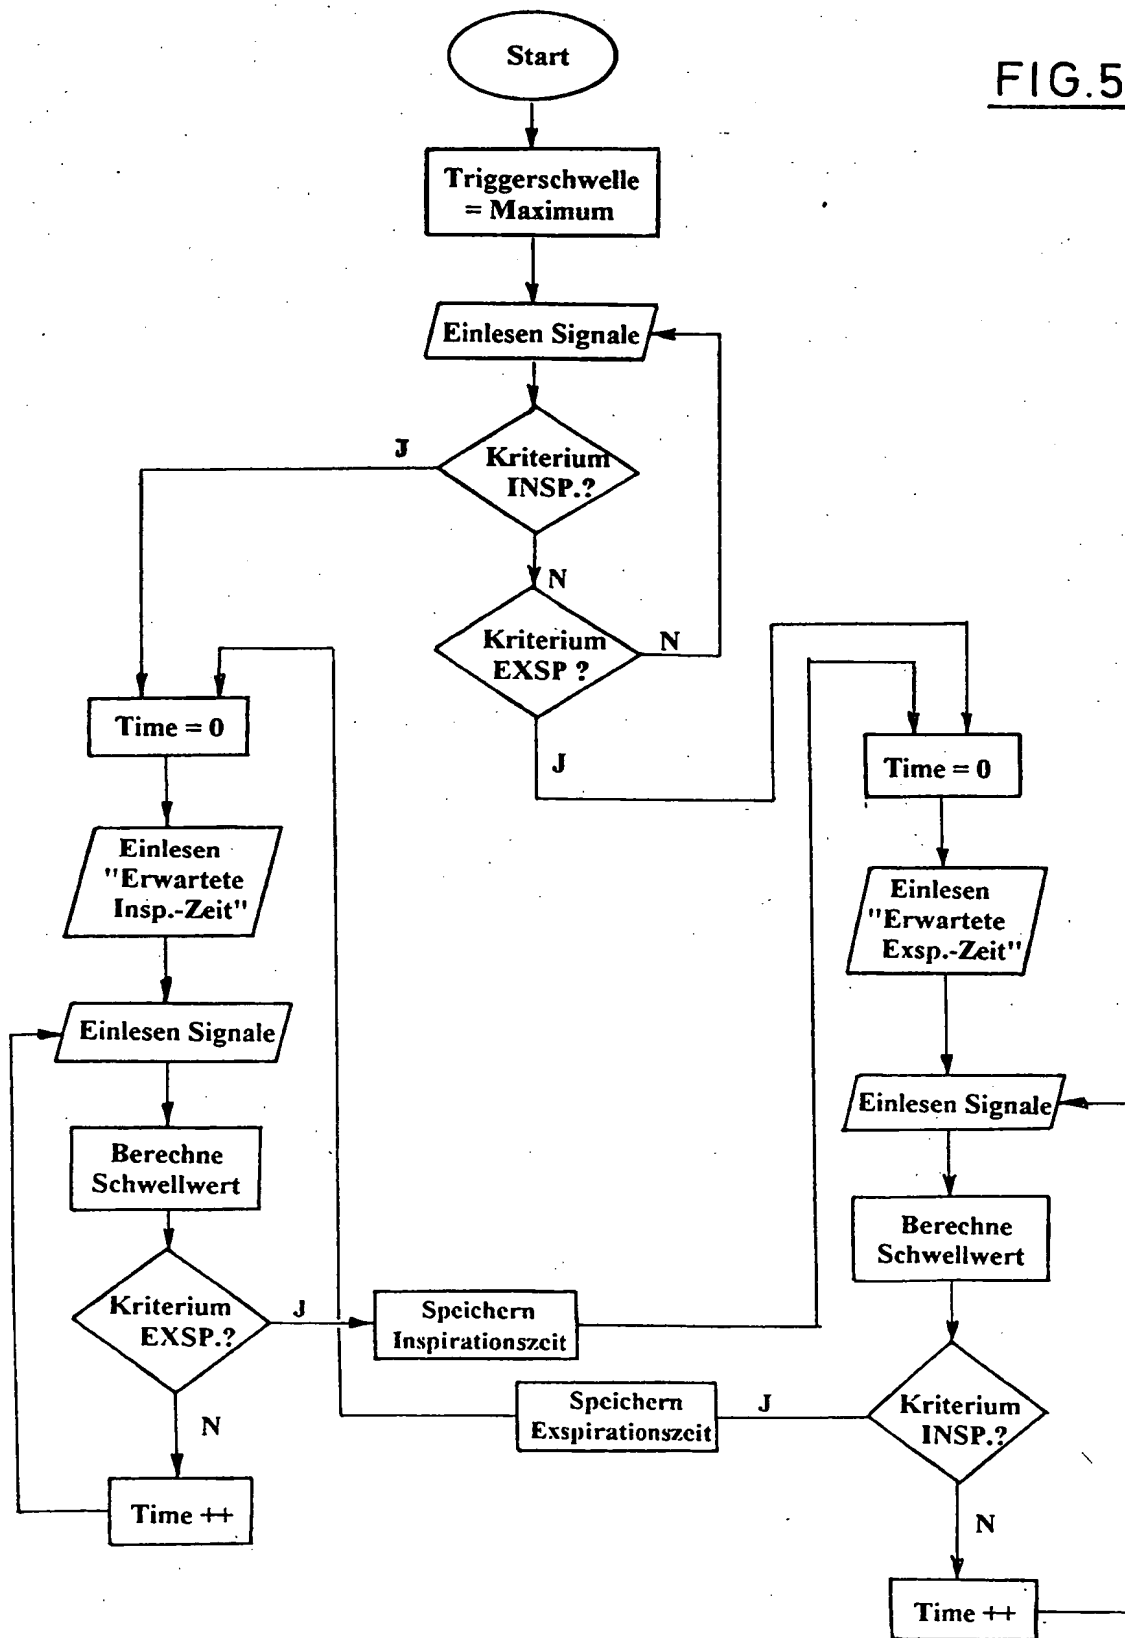 Start
FIG.5
Triggerschwelle
= Maximum
Einlesen Signale
J
Kriterium
INSP.?
N
Kriterium
EXSP ?
N
J
Time = 0
Einlesen
"Erwartete
Insp.-Zeit"
Einlesen Signale
Berechne
Schwellwert
Kriterium
EXSP.?
J
N
Time ++
Speichern
Inspirationszeit
Time = 0
Einlesen
"Erwartete
Exsp.-Zeit"
Einlesen Signale
Berechne
Schwellwert
Kriterium
INSP.?
J
N
Time ++
Speichern
Exspirationszeit